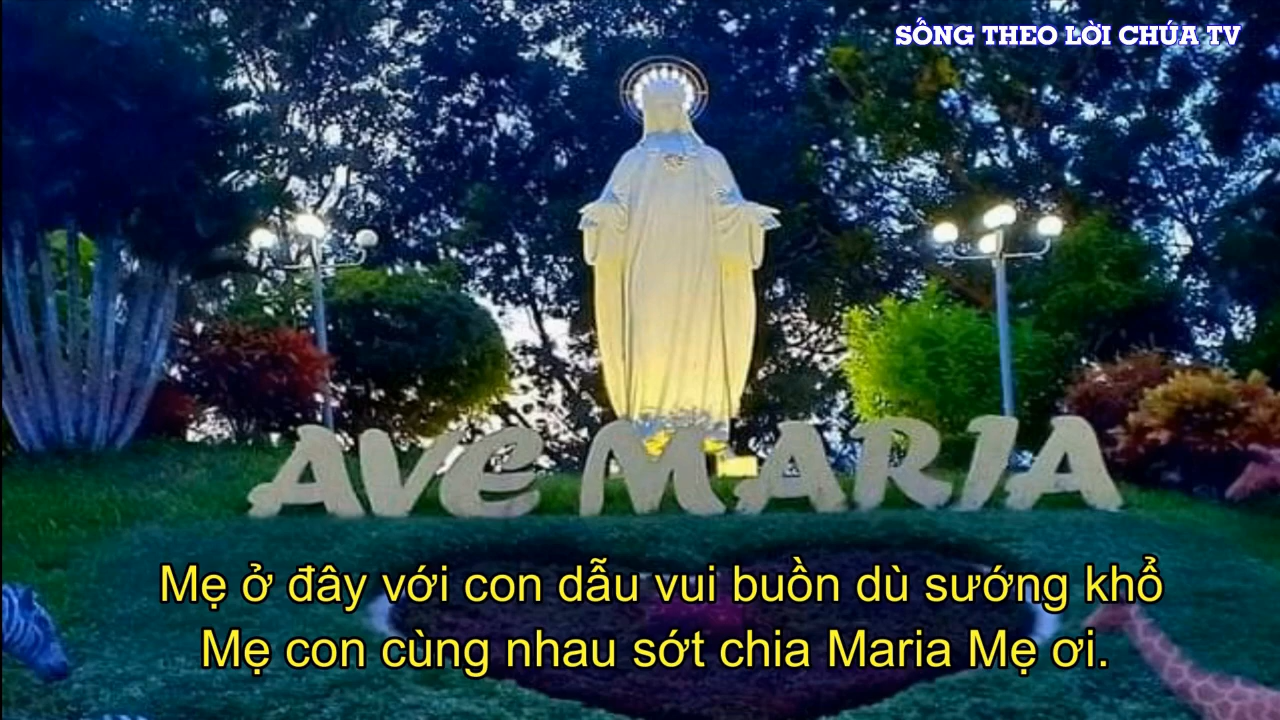 SỐNG THEO LỜI CHÚA TV
AVE MARIA
Mẹ ở đây với con dẫu vui buồn dù sướng khổ
Mẹ con cùng nhau sớt chia Maria Mẹ ơi.